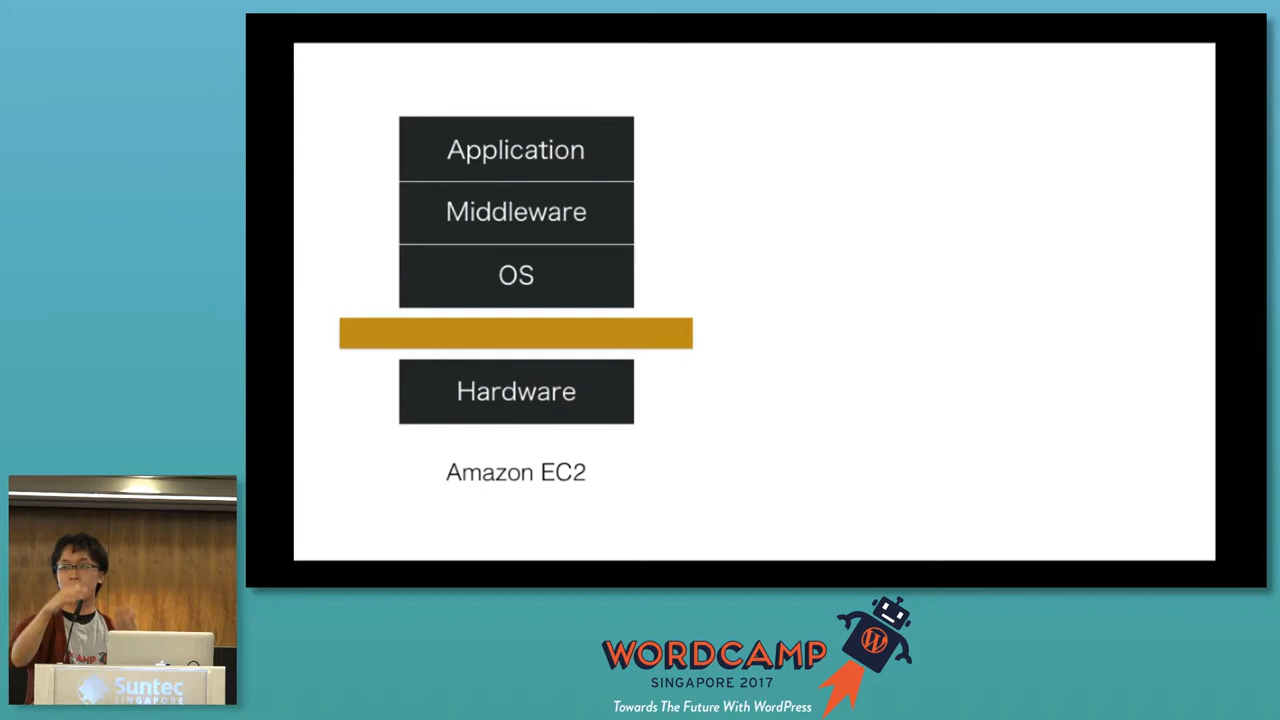 Application
Middleware
OS
Hardware
Amazon EC2
Suntec
SINGAPORE
WORDCAMP
SINGAPORE 2017
Towards The Future With WordPress